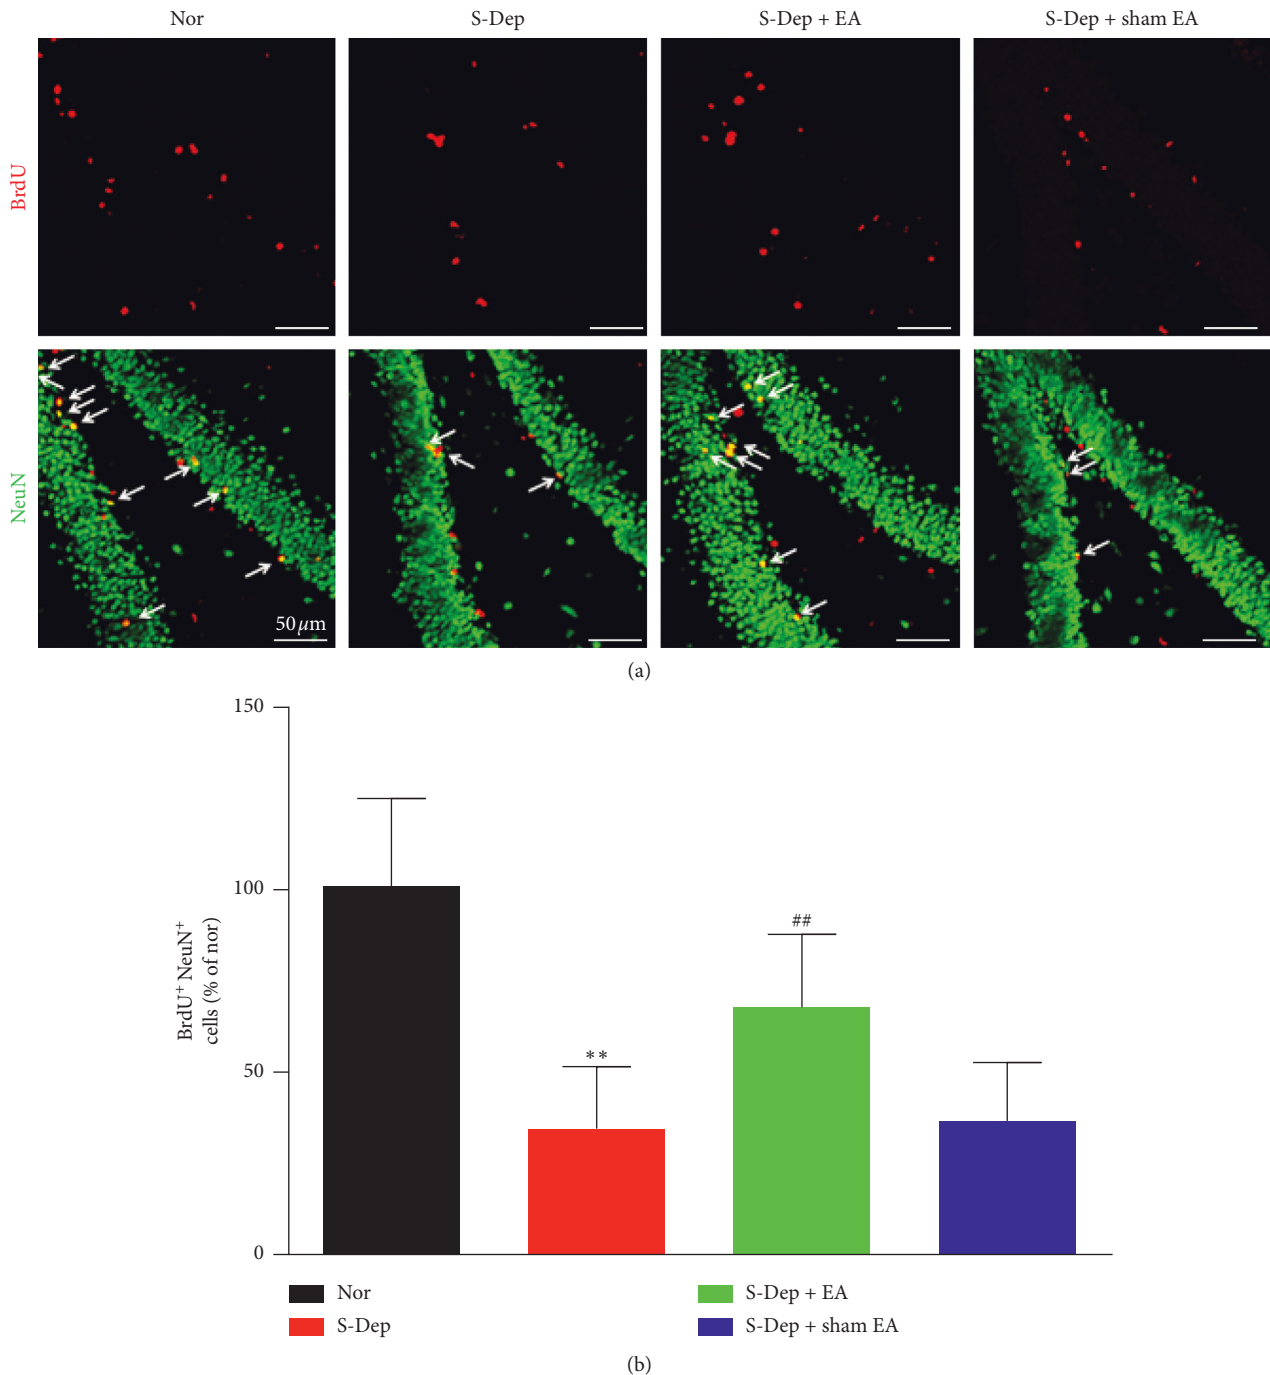 Nor
S-Dep
S-Dep + EA
S-Dep + sham EA
BrdU
NeuN
50 μm
(a)
150
100
50
0
BrdU⁺ NeuN⁺
cells (% of nor)
**
##
Nor
S-Dep
S-Dep + EA
S-Dep + sham EA
(b)